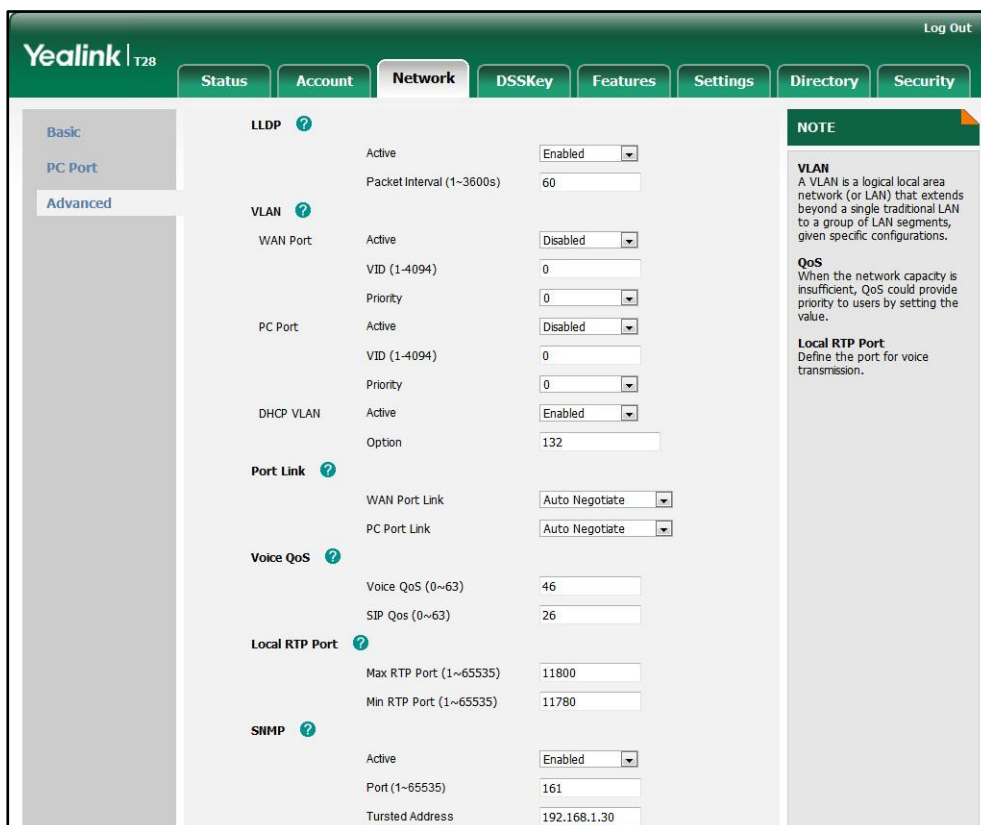 Log Out
Yealink T28
Status Account Network DSSKey Features Settings Directory Security
Basic
PC Port
Advanced
LLDP ?
Active Enabled
Packet Interval (1~3600s) 60
VLAN ?
WAN Port Active Disabled
VID (1-4094) 0
Priority 0
PC Port Active Disabled
VID (1-4094) 0
Priority 0
DHCP VLAN Active Enabled
Option 132
Port Link ?
WAN Port Link Auto Negotiate
PC Port Link Auto Negotiate
Voice QoS ?
Voice QoS (0~63) 46
SIP Qos (0~63) 26
Local RTP Port ?
Max RTP Port (1~65535) 11800
Min RTP Port (1~65535) 11780
SNMP ?
Active Enabled
Port (1~65535) 161
Tursted Address 192.168.1.30
NOTE
VLAN
A VLAN is a logical local area
network (or LAN) that extends
beyond a single traditional LAN
to a group of LAN segments,
given specific configurations.
QoS
When the network capacity is
insufficient, QoS could provide
priority to users by setting the
value.
Local RTP Port
Define the port for voice
transmission.